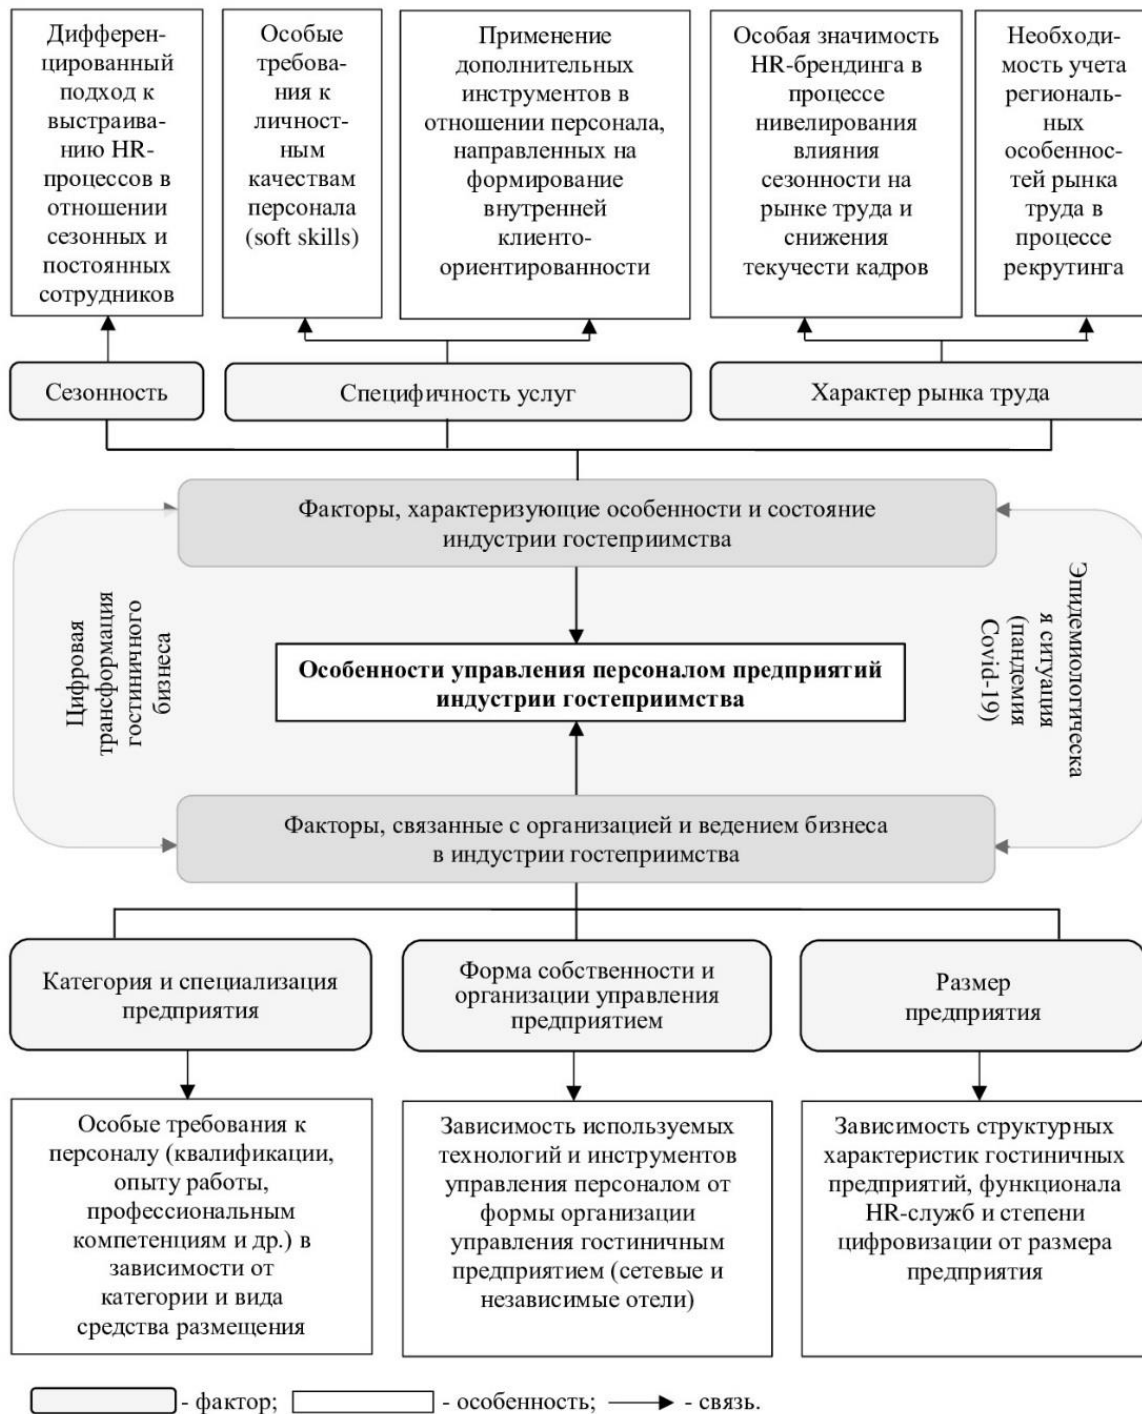 Дифферен-
цированный
подход к
выстраива-
нию HR-
процессов в
отношении
сезонных и
постоянных
сотрудников
Особые
требова-
ния к
личност-
ным
качествам
персонала
(soft skills)
Применение
дополнительных
инструментов в
отношении персонала,
направленных на
формирование
внутренней
клиенто-
ориентированности
Особая значимость
HR-брендинга в
процессе
нивелирования
влияния
сезонности на
рынке труда и
снижения
текучести кадров
Необходи-
мость учета
региональ-
ных
особеннос-
тей рынка
труда в
процессе
рекрутинга
Сезонность
Специфичность услуг
Характер рынка труда
Факторы, характеризующие особенности и состояние
индустрии гостеприимства
Цифровая
трансформация
гостиничного
бизнеса
Эпидемиологическа
я ситуация
(пандемия
Covid-19)
Особенности управления персоналом предприятий
индустрии гостеприимства
Факторы, связанные с организацией и ведением бизнеса
в индустрии гостеприимства
Категория и специализация
предприятия
Форма собственности и
организации управления
предприятием
Размер
предприятия
Особые требования к
персоналу (квалификации,
опыту работы,
профессиональным
компетенциям и др.) в
зависимости от
категории и вида
средства размещения
Зависимость используемых
технологий и инструментов
управления персоналом от
формы организации
управления гостиничным
предприятием (сетевые и
независимые отели)
Зависимость структурных
характеристик гостиничных
предприятий, функционала
HR-служб и степени
цифровизации от размера
предприятия
- фактор; - особенность; - связь.